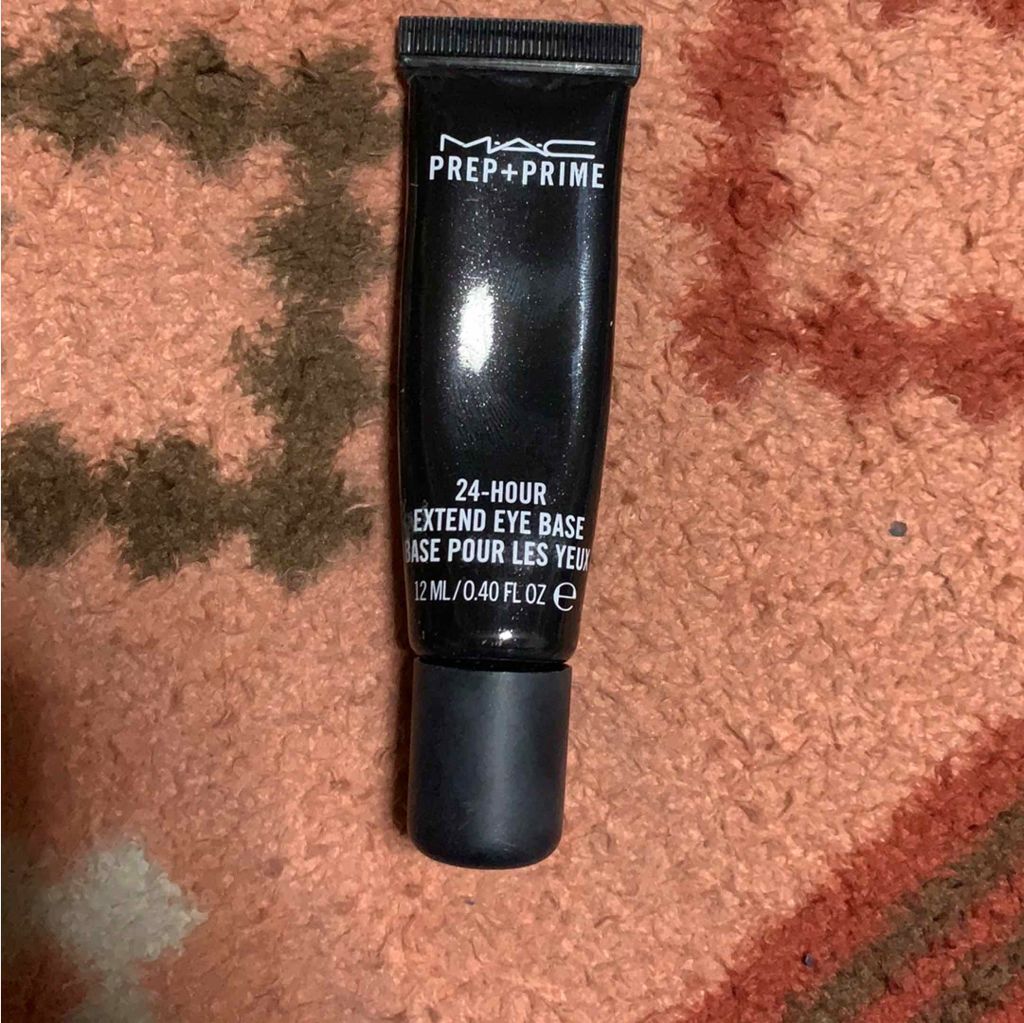 M·A·C
PREP+PRIME
24-HOUR
EXTEND EYE BASE
BASE POUR LES YEUX
12 ML/0.40 FL OZ ℮